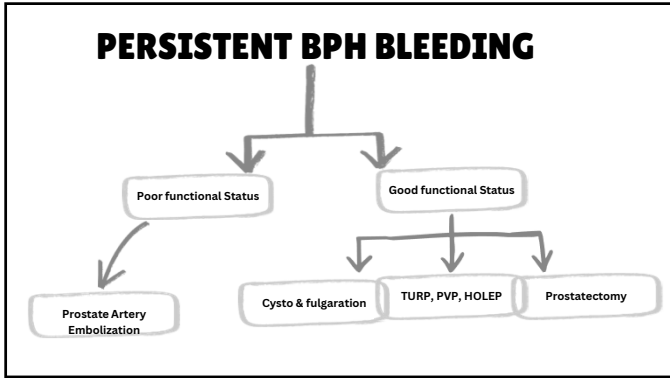 PERSISTENT BPH BLEEDING
Poor functional Status
Good functional Status
Prostate Artery
Embolization
Cysto & fulgaration
TURP, PVP, HOLEP
Prostatectomy